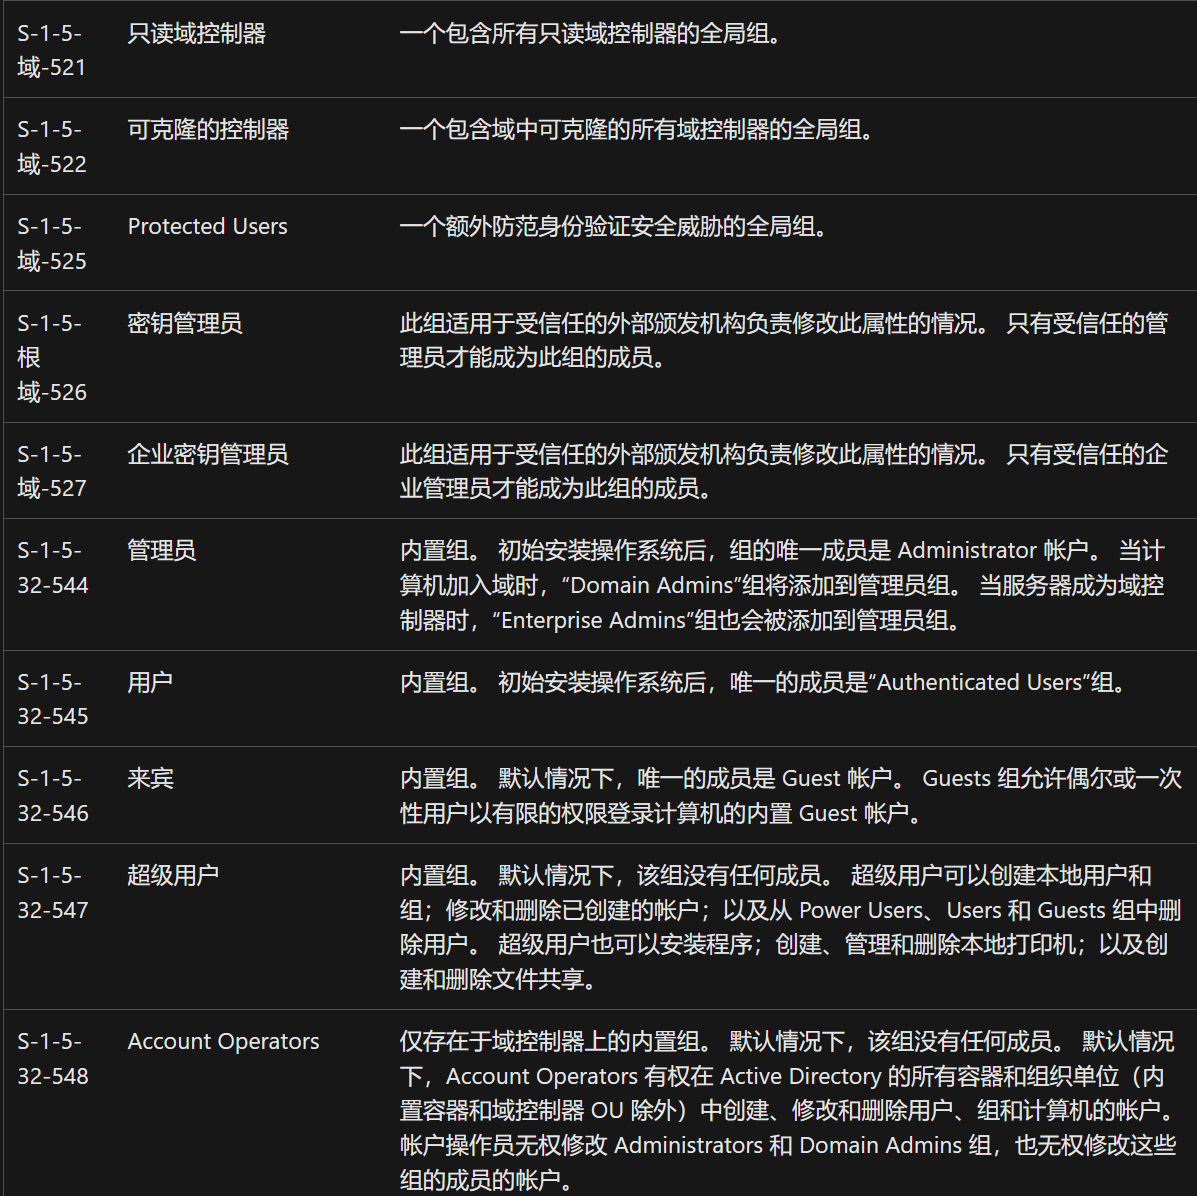 S-1-5-
域-521
只读域控制器
一个包含所有只读域控制器的全局组。
S-1-5-
域-522
可克隆的控制器
一个包含域中可克隆的所有域控制器的全局组。
S-1-5-
域-525
Protected Users
一个额外防范身份验证安全威胁的全局组。
S-1-5-
根
域-526
密钥管理员
此组适用于受信任的外部颁发机构负责修改此属性的情况。 只有受信任的管
理员才能成为此组的成员。
S-1-5-
域-527
企业密钥管理员
此组适用于受信任的外部颁发机构负责修改此属性的情况。 只有受信任的企
业管理员才能成为此组的成员。
S-1-5-
32-544
管理员
内置组。 初始安装操作系统后，组的唯一成员是 Administrator 帐户。 当计
算机加入域时，“Domain Admins”组将添加到管理员组。 当服务器成为域控
制器时，“Enterprise Admins”组也会被添加到管理员组。
S-1-5-
32-545
用户
内置组。 初始安装操作系统后，唯一的成员是“Authenticated Users”组。
S-1-5-
32-546
来宾
内置组。 默认情况下，唯一的成员是 Guest 帐户。 Guests 组允许偶尔或一次
性用户以有限的权限登录计算机的内置 Guest 帐户。
S-1-5-
32-547
超级用户
内置组。 默认情况下，该组没有任何成员。 超级用户可以创建本地用户和
组；修改和删除已创建的帐户；以及从 Power Users、Users 和 Guests 组中删
除用户。 超级用户也可以安装程序；创建、管理和删除本地打印机；以及创
建和删除文件共享。
S-1-5-
32-548
Account Operators
仅存在于域控制器上的内置组。 默认情况下，该组没有任何成员。 默认情况
下，Account Operators 有权在 Active Directory 的所有容器和组织单位（内
置容器和域控制器 OU 除外）中创建、修改和删除用户、组和计算机的帐户。
帐户操作员无权修改 Administrators 和 Domain Admins 组，也无权修改这些
组的成员的帐户。